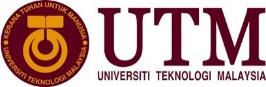 KERANA TUHAN UNTUK MANUSIA
UNIVERSITI TEKNOLOGI MALAYSIA
UTM
UNIVERSITI TEKNOLOGI MALAYSIA